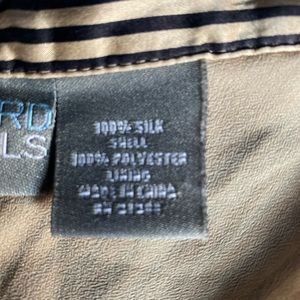 RD
LS
100% SILK
SHELL
100% POLYESTER
LINING
MADE IN CHINA
RN